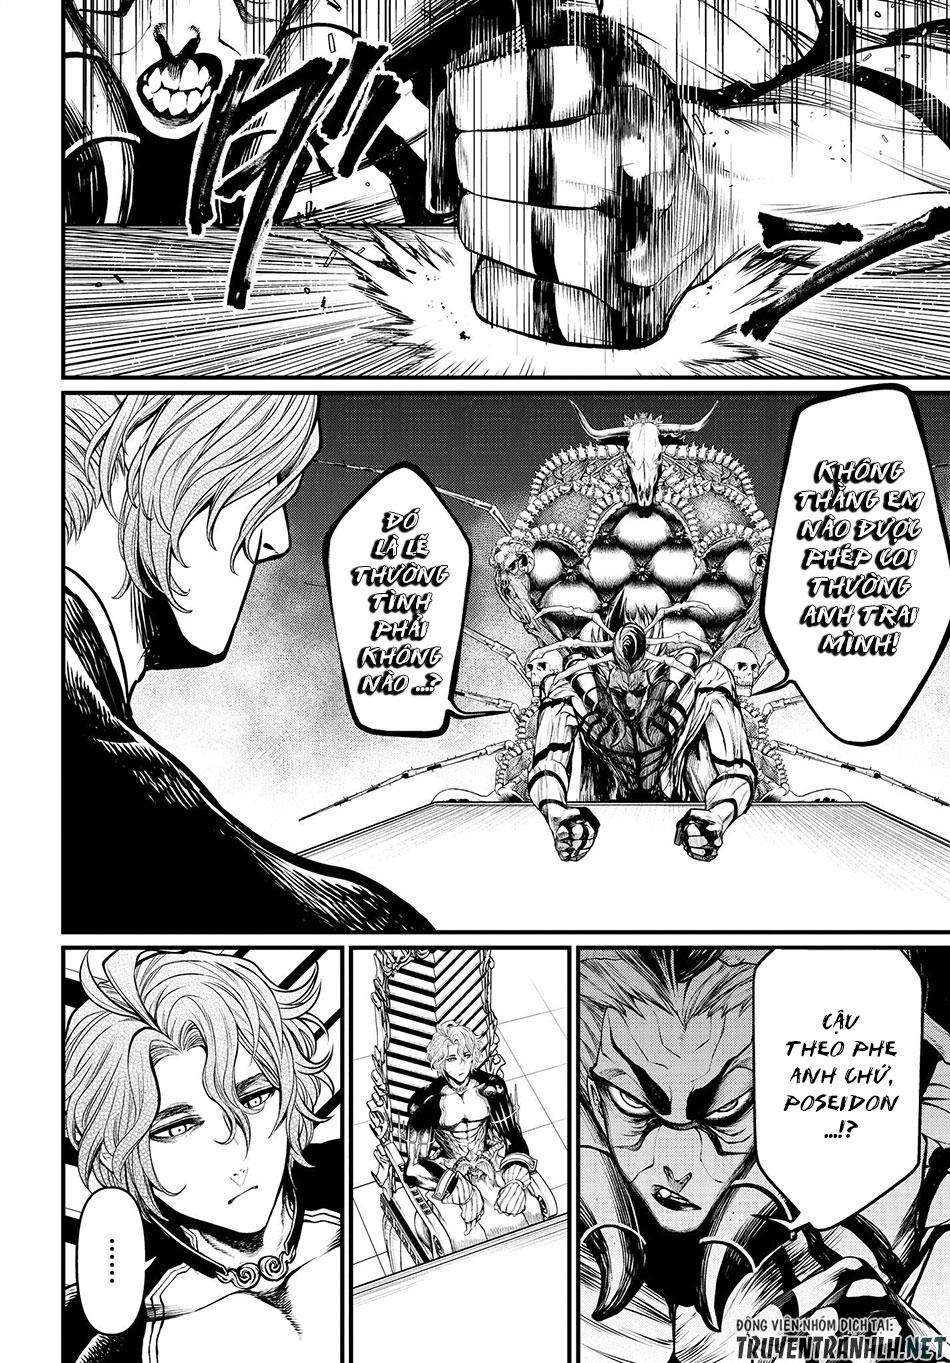 KHÔNG
THẰNG EM
NÀO ĐƯỢC
PHÉP COI
THƯỜNG
ANH TRAI
MÌNH!
ĐÓ
LÀ LẼ
THƯỜNG
TÌNH
PHẢI
KHÔNG
NÀO ...?
CẬU
THEO PHE
ANH CHỨ,
POSEIDON
...!?
......
ĐỘNG VIÊN NHÓM DỊCH TẠI:
TRUYENTRANHLH.NET